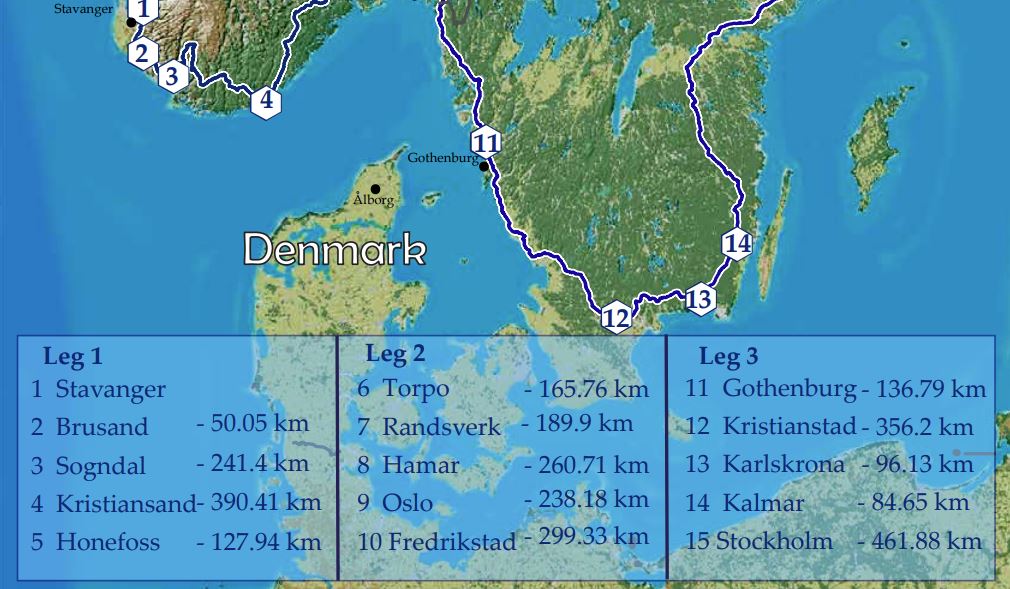 Stavanger
1
2
3
4
11
Gothenburg
Ålborg
Denmark
14
13
12
Leg 1
1 Stavanger
2 Brusand - 50.05 km
3 Sogndal - 241.4 km
4 Kristiansand- 390.41 km
5 Honefoss - 127.94 km
Leg 2
6 Torpo - 165.76 km
7 Randsverk - 189.9 km
8 Hamar - 260.71 km
9 Oslo - 238.18 km
10 Fredrikstad - 299.33 km
Leg 3
11 Gothenburg - 136.79 km
12 Kristianstad - 356.2 km
13 Karlskrona - 96.13 km
14 Kalmar - 84.65 km
15 Stockholm - 461.88 km